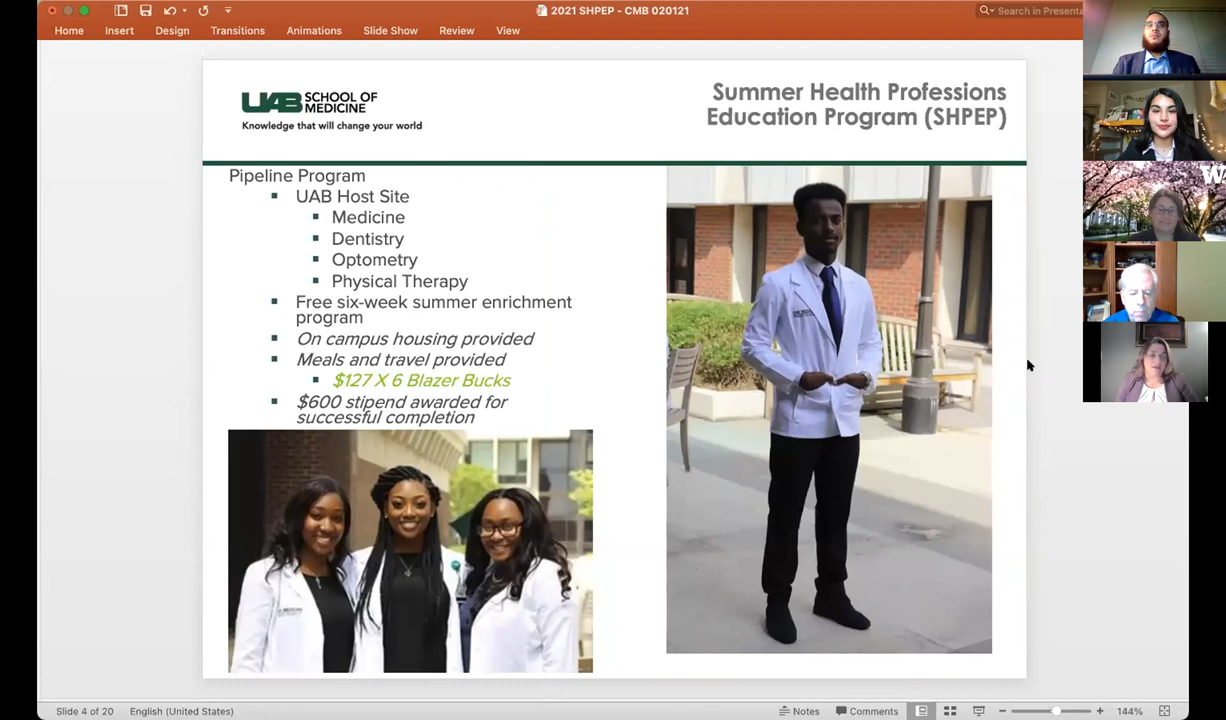 2021 SHPEP - CMB 020121
Search in Presenta
Home Insert Design Transitions Animations Slide Show Review View
UAB SCHOOL OF
MEDICINE
Knowledge that will change your world
Summer Health Professions
Education Program (SHPEP)
Pipeline Program
UAB Host Site
Medicine
Dentistry
Optometry
Physical Therapy
Free six-week summer enrichment
program
On campus housing provided
Meals and travel provided
$127 X 6 Blazer Bucks
$600 stipend awarded for
successful completion
W
Slide 4 of 20 English (United States) Notes Comments 144%